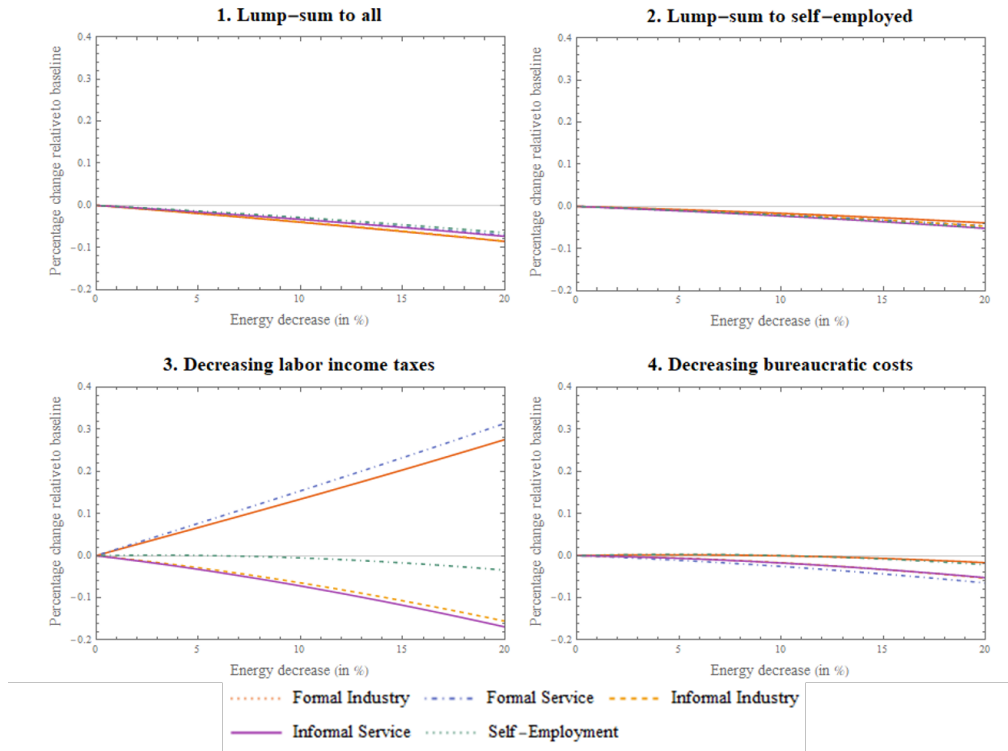 1. Lump−sum to all
2. Lump−sum to self−employed
Percentage change relative to baseline
0.4
0.3
0.2
0.1
0.0
−0.1
−0.2
0
5
10
15
20
Energy decrease (in %)
Percentage change relative to baseline
0.4
0.3
0.2
0.1
0.0
−0.1
−0.2
0
5
10
15
20
Energy decrease (in %)
3. Decreasing labor income taxes
4. Decreasing bureaucratic costs
Percentage change relative to baseline
0.4
0.3
0.2
0.1
0.0
−0.1
−0.2
0
5
10
15
20
Energy decrease (in %)
Percentage change relative to baseline
0.4
0.3
0.2
0.1
0.0
−0.1
−0.2
0
5
10
15
20
Energy decrease (in %)
Formal Industry
Formal Service
Informal Industry
Informal Service
Self−Employment